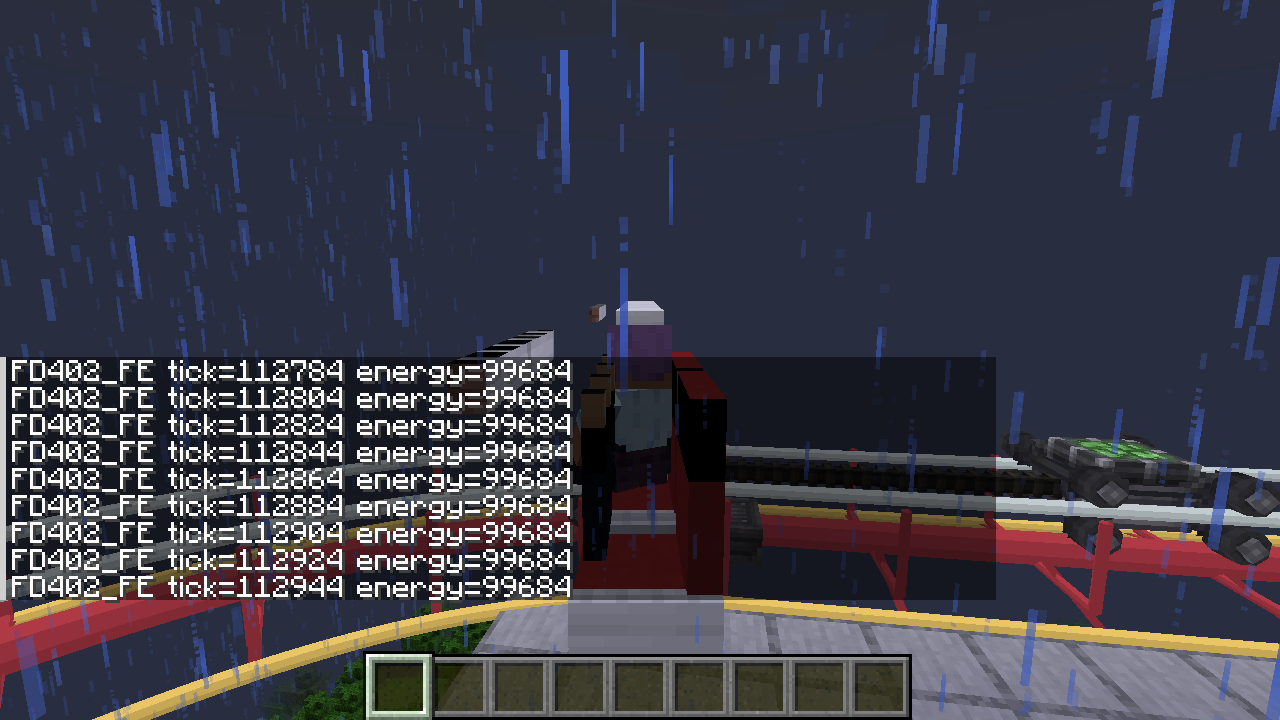 FD402_FE tick=112784 energy=99684
FD402_FE tick=112804 energy=99684
FD402_FE tick=112824 energy=99684
FD402_FE tick=112844 energy=99684
FD402_FE tick=112864 energy=99684
FD402_FE tick=112884 energy=99684
FD402_FE tick=112904 energy=99684
FD402_FE tick=112924 energy=99684
FD402_FE tick=112944 energy=99684